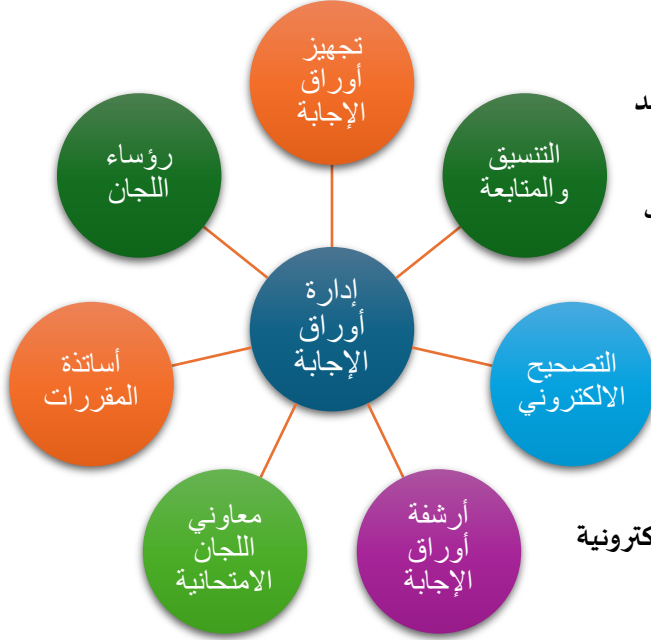 تجهيز
أوراق
الإجابة
التنسيق
والمتابعة
رؤساء
اللجان
إدارة
أوراق
الإجابة
التصحيح
الالكتروني
أساتذة
المقررات
أرشفة
أوراق
الإجابة
معاوني
اللجان
الامتحانية